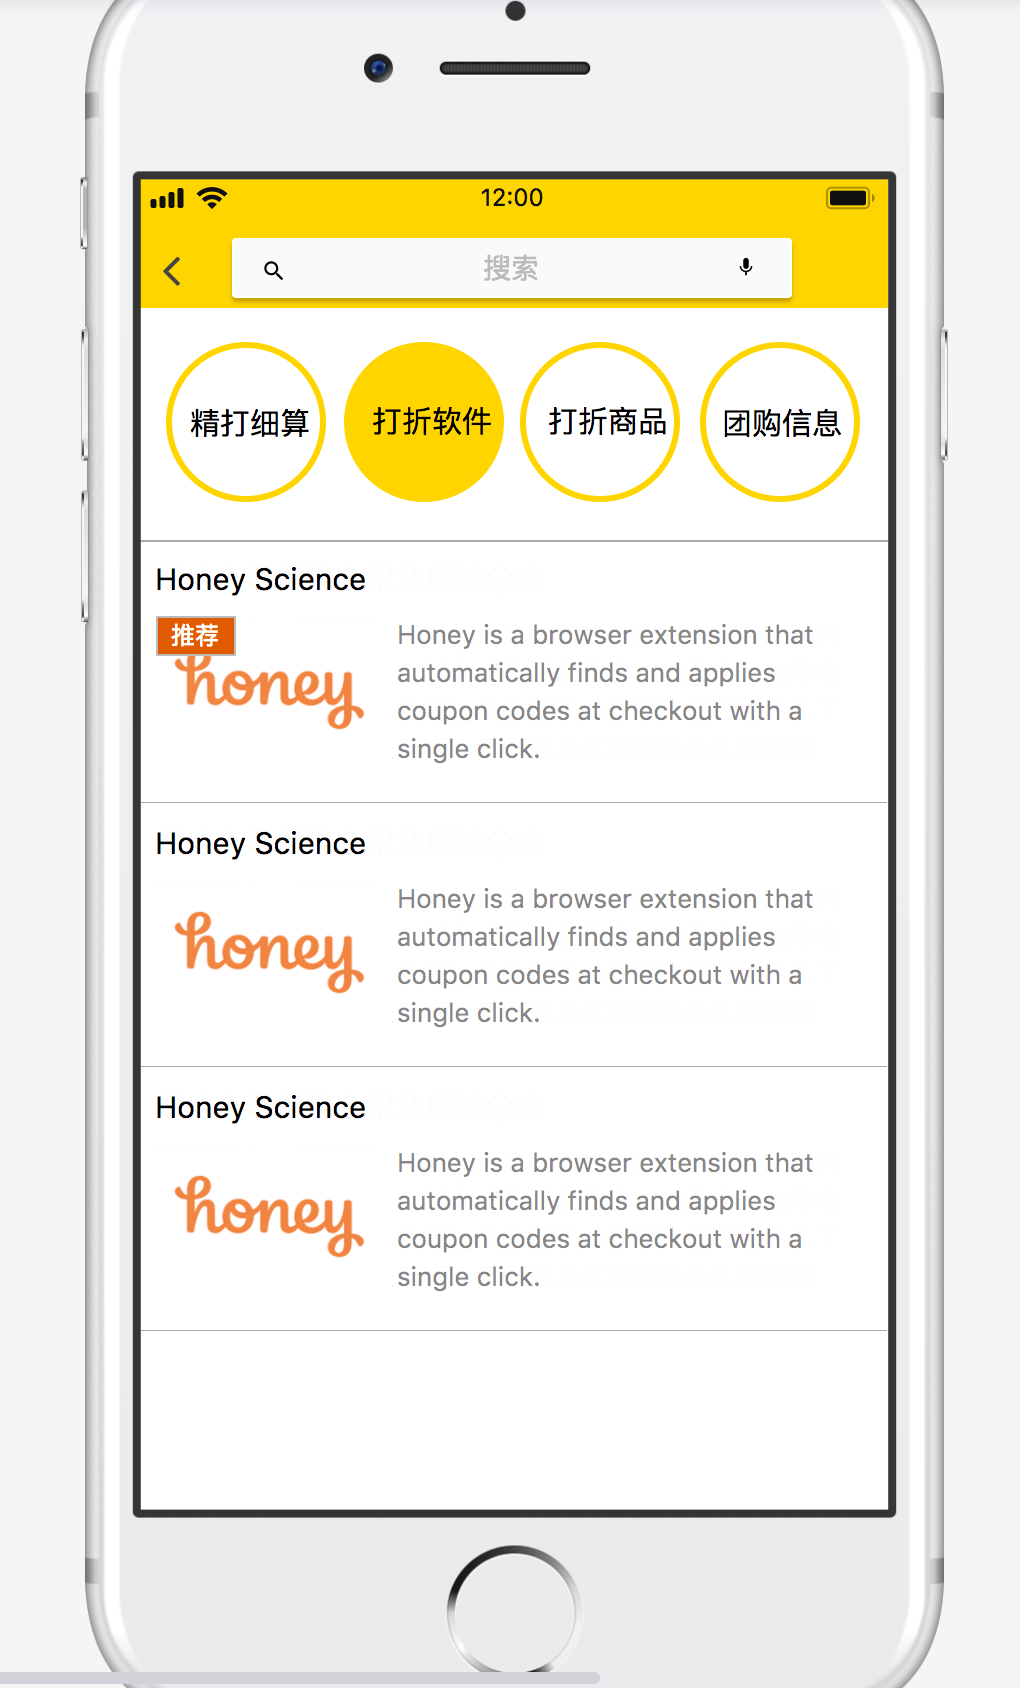 12:00
搜索
精打细算
打折软件
打折商品
团购信息
Honey Science
推荐
honey
Honey is a browser extension that
automatically finds and applies
coupon codes at checkout with a
single click.
Honey Science
honey
Honey is a browser extension that
automatically finds and applies
coupon codes at checkout with a
single click.
Honey Science
honey
Honey is a browser extension that
automatically finds and applies
coupon codes at checkout with a
single click.